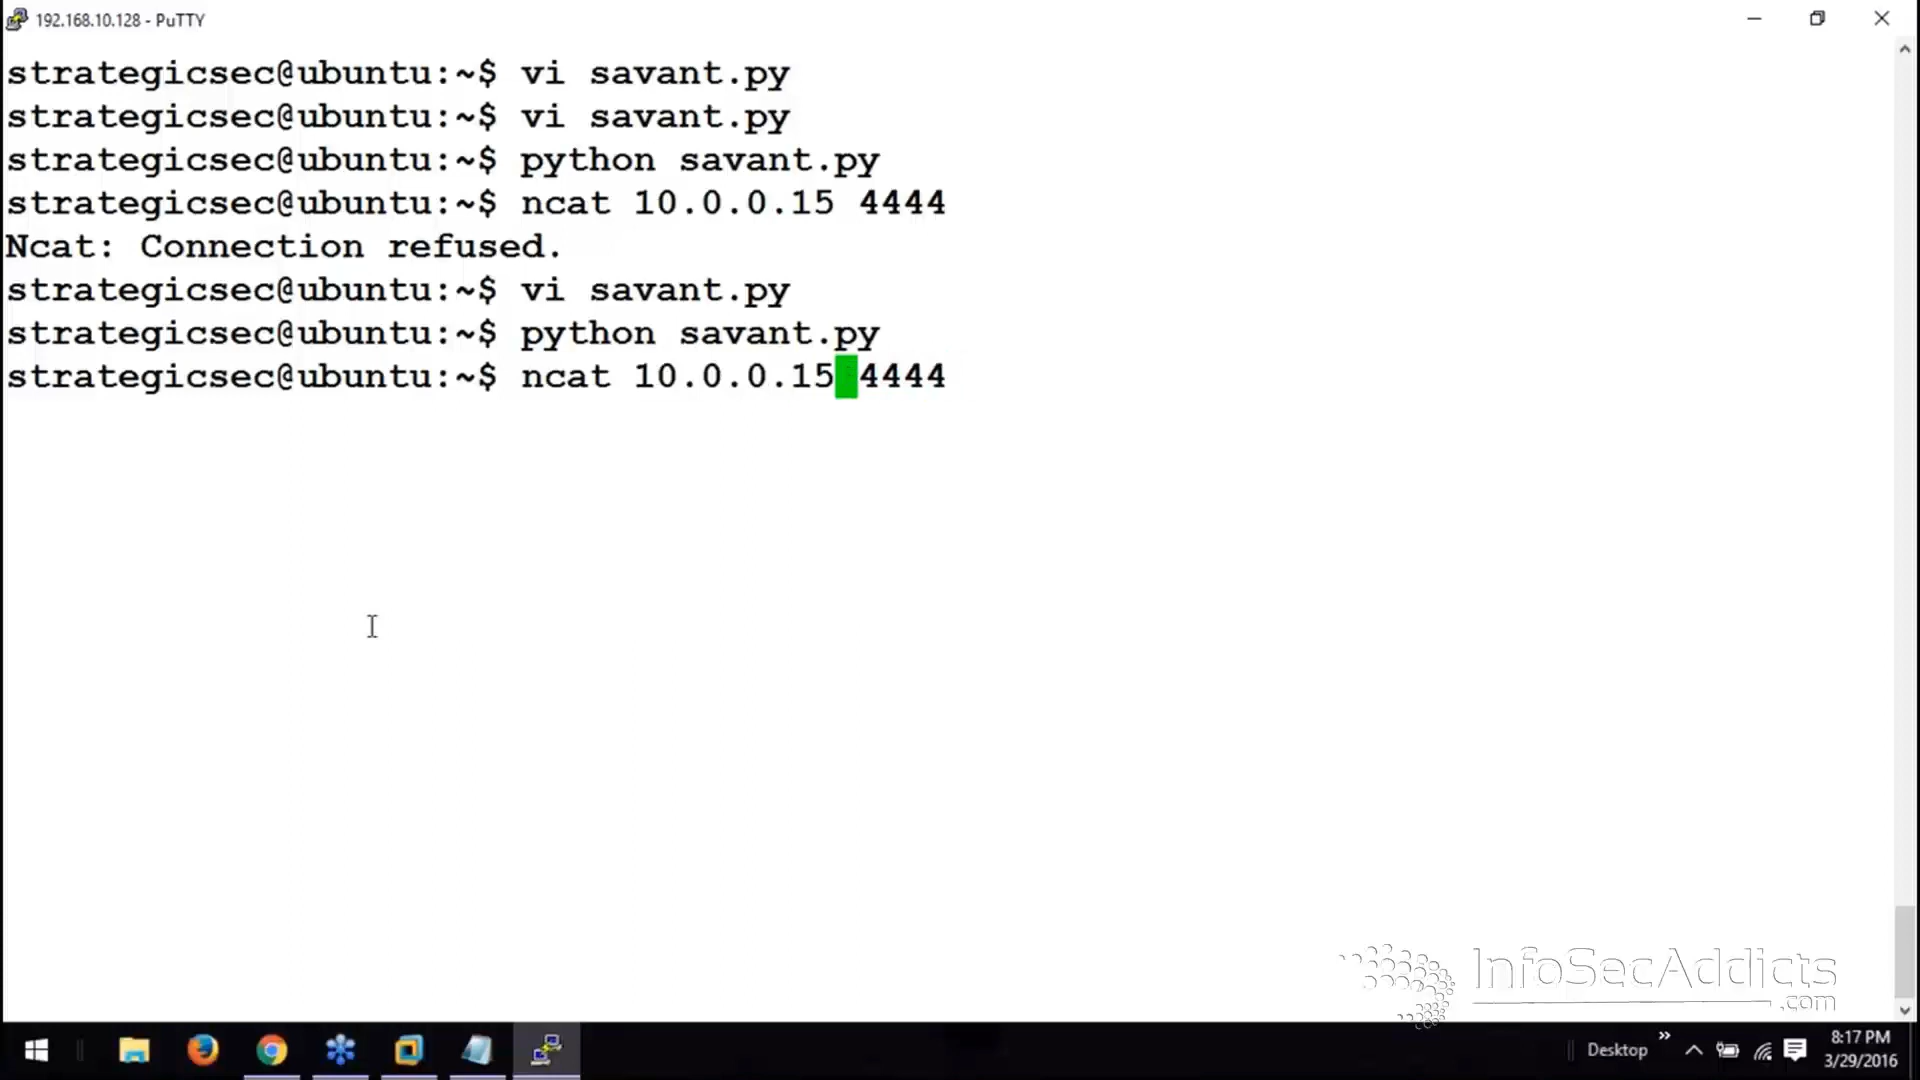 192.168.10.128 - PuTTY
strategicsec@ubuntu:~$ vi savant.py
strategicsec@ubuntu:~$ vi savant.py
strategicsec@ubuntu:~$ python savant.py
strategicsec@ubuntu:~$ ncat 10.0.0.15 4444
Ncat: Connection refused.
strategicsec@ubuntu:~$ vi savant.py
strategicsec@ubuntu:~$ python savant.py
strategicsec@ubuntu:~$ ncat 10.0.0.15 4444
InfoSecAddicts
.com
Desktop
8:17 PM
3/29/2016